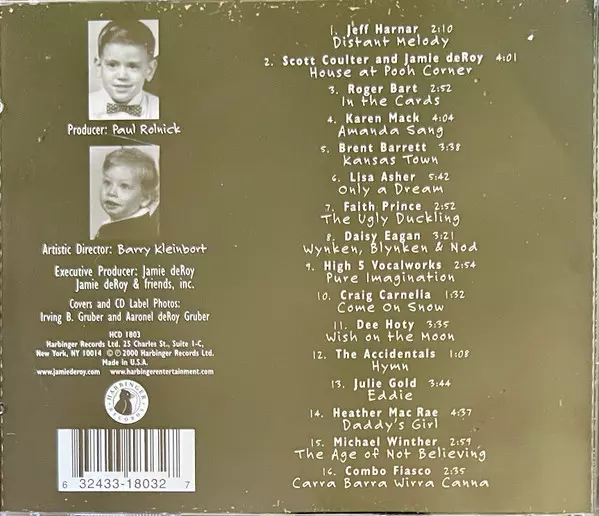 Producer: Paul Rolnick
Artistic Director: Barry Kleinbort
Executive Producer: Jamie deRoy
Jamie deRoy & friends, inc.
Covers and CD Label Photos:
Irving B. Gruber and Aaronel deRoy Gruber
HCD 1803
Harbinger Records Ltd. 25 Charles St., Suite 1-C,
New York, NY 10014 © ℗ 2000 Harbinger Records Ltd.
Made in U.S.A.
www.jamiederoy.com www.harbingerentertainment.com
HARBINGER
RECORDS
6 32433-18032 7
1. Jeff Harnar 2:10
Distant Melody
2. Scott Coulter and Jamie deRoy 4:01
House at Pooh Corner
3. Roger Bart 2:52
In the Cards
4. Karen Mack 4:04
Amanda Sang
5. Brent Barrett 3:38
Kansas Town
6. Lisa Asher 5:42
Only a Dream
7. Faith Prince 2:52
The Ugly Duckling
8. Daisy Eagan 3:21
Wynken, Blynken & Nod
9. High 5 Vocalworks 2:54
Pure Imagination
10. Craig Carnelia 1:32
Come On Snow
11. Dee Hoty 3:35
Wish on the Moon
12. The Accidentals 1:08
Hymn
13. Julie Gold 3:44
Eddie
14. Heather Mac Rae 4:37
Daddy's Girl
15. Michael Winther 2:59
The Age of Not Believing
16. Combo Fiasco 2:35
Carra Barra Wirra Canna